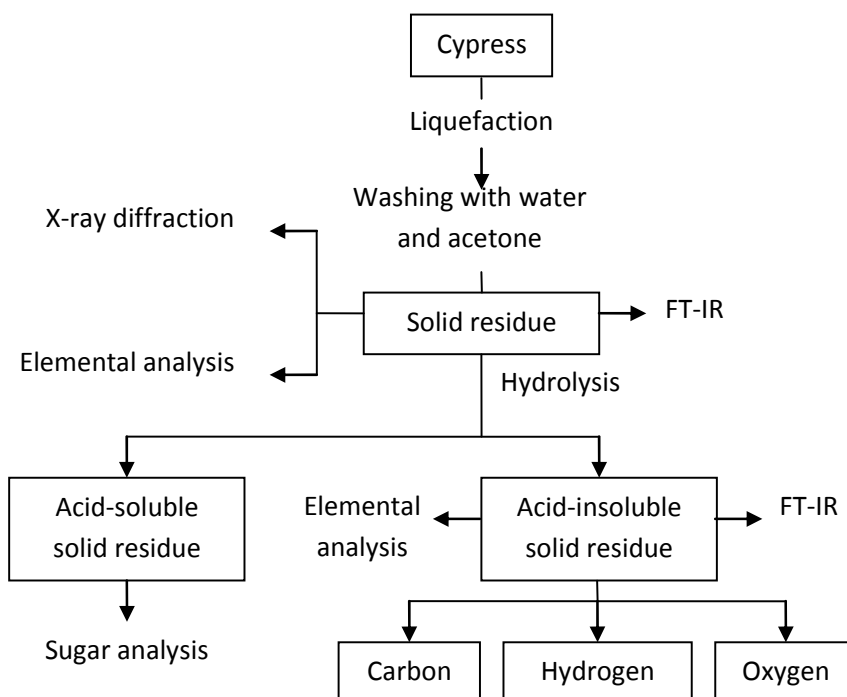 Cypress
Liquefaction
Washing with water
and acetone
X-ray diffraction
Solid residue
FT-IR
Elemental analysis
Hydrolysis
Acid-soluble
solid residue
Elemental
analysis
Acid-insoluble
solid residue
FT-IR
Sugar analysis
Carbon
Hydrogen
Oxygen